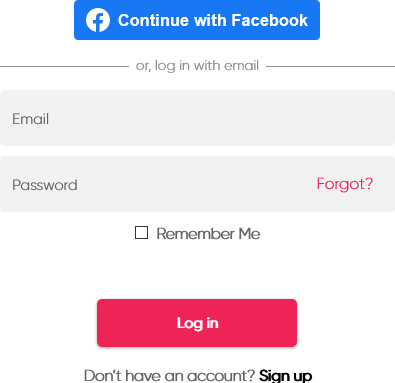 Continue with Facebook
or, log in with email
Email
Password Forgot?
Remember Me
Log in
Don't have an account? Sign up